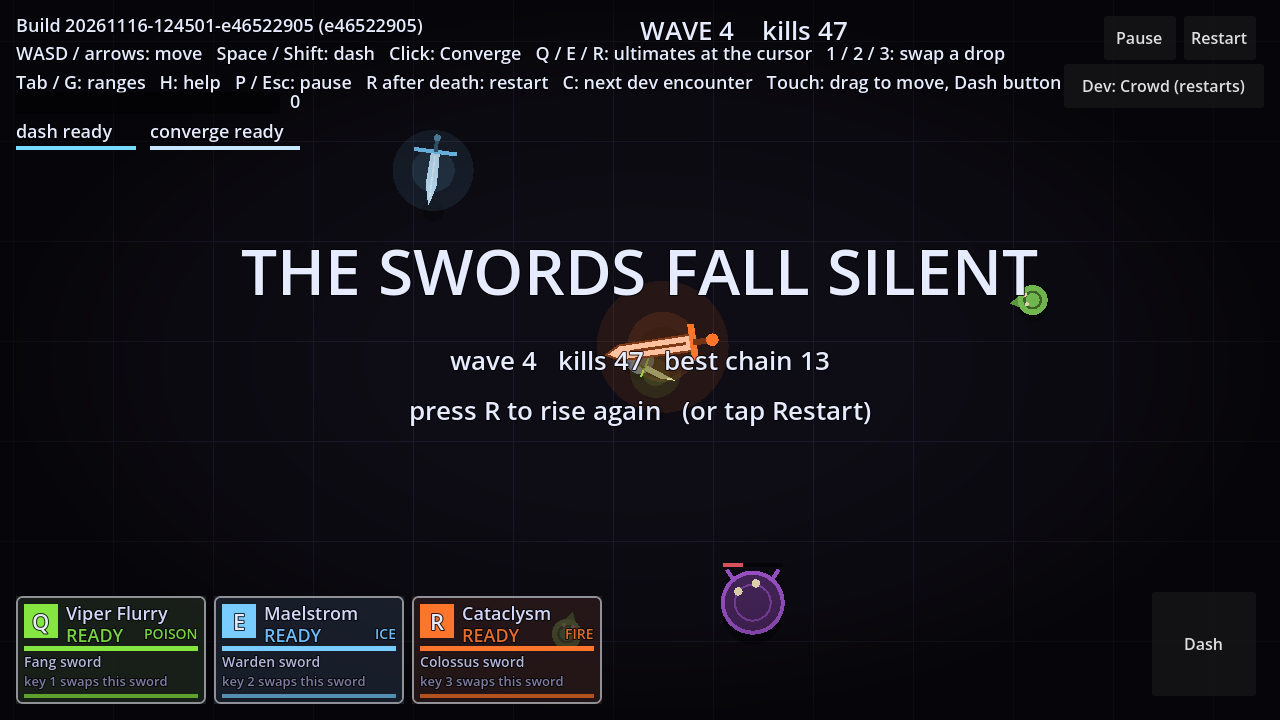 Build 20261116-124501-e46522905 (e46522905)
WAVE 4 kills 47
Pause
Restart
WASD / arrows: move Space / Shift: dash Click: Converge Q / E / R: ultimates at the cursor 1 / 2 / 3: swap a drop
Tab / G: ranges H: help P / Esc: pause R after death: restart C: next dev encounter Touch: drag to move, Dash button
Dev: Crowd (restarts)
0
dash ready
converge ready
THE SWORDS FALL SILENT
wave 4 kills 47 best chain 13
press R to rise again (or tap Restart)
Q Viper Flurry
READY POISON
Fang sword
key 1 swaps this sword
E Maelstrom
READY ICE
Warden sword
key 2 swaps this sword
R Cataclysm
READY FIRE
Colossus sword
key 3 swaps this sword
Dash